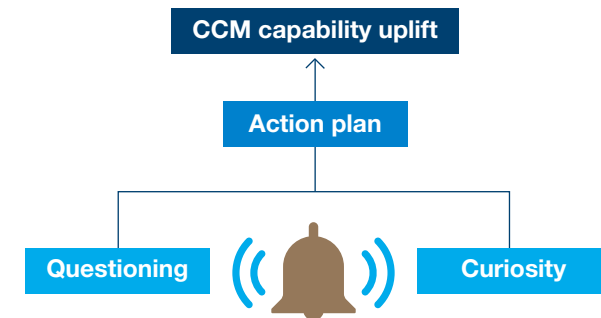 CCM capability uplift
Action plan
Questioning
Curiosity